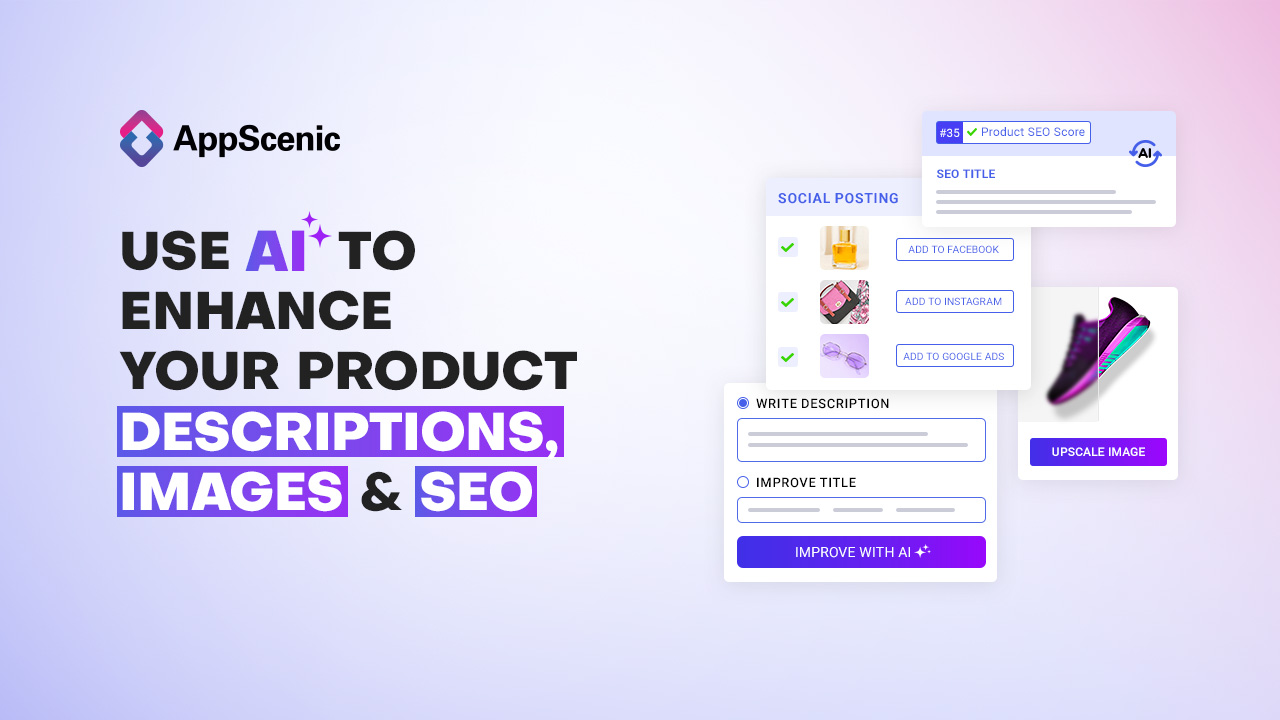 AppScenic
USE AI TO
ENHANCE
YOUR PRODUCT
DESCRIPTIONS,
IMAGES & SEO
#35 Product SEO Score
AI
SEO TITLE
SOCIAL POSTING
ADD TO FACEBOOK
ADD TO INSTAGRAM
ADD TO GOOGLE ADS
WRITE DESCRIPTION
IMPROVE TITLE
IMPROVE WITH AI
UPSCALE IMAGE